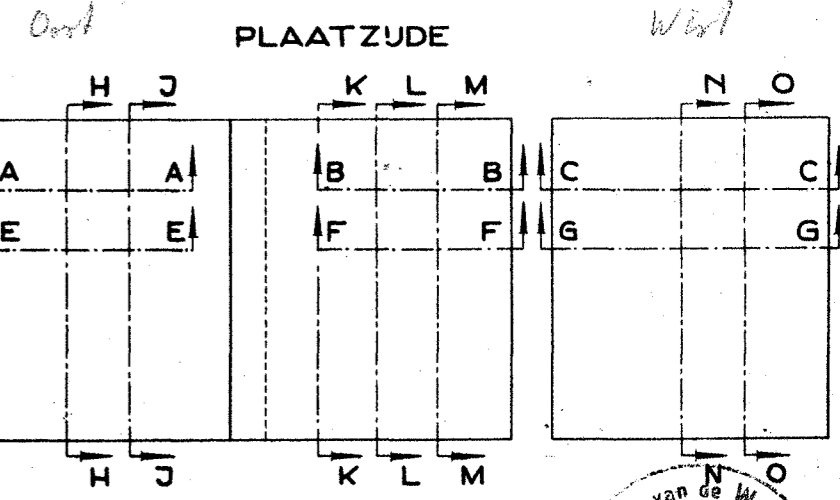 Oost West
PLAATZIJDE
H J K L M N O
A A B B C C
E E F F G G
H J K L M N O
van de W